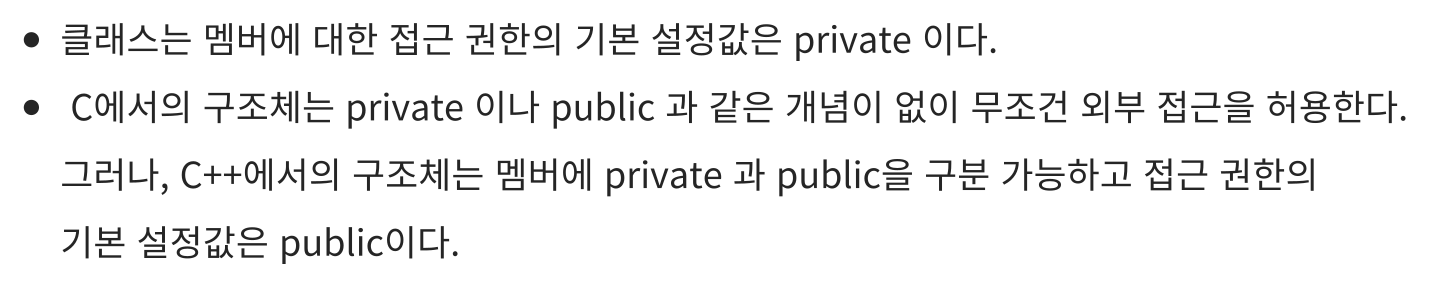 • 클래스는 멤버에 대한 접근 권한의 기본 설정값은 private 이다.
• C에서의 구조체는 private 이나 public 과 같은 개념이 없이 무조건 외부 접근을 허용한다.
그러나, C++에서의 구조체는 멤버에 private 과 public을 구분 가능하고 접근 권한의
기본 설정값은 public이다.